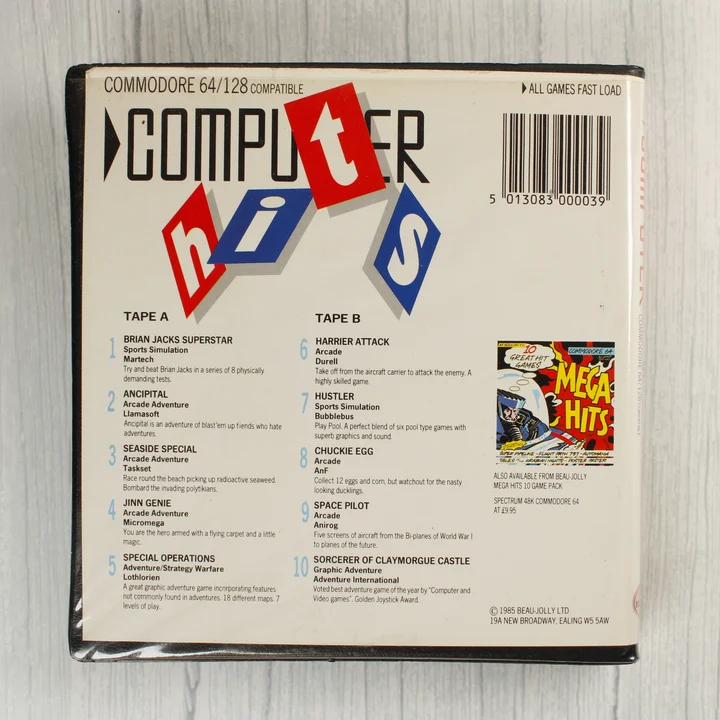 COMMODORE 64/128 COMPATIBLE
ALL GAMES FAST LOAD
COMPUTER
hits
5 013083 000039
TAPE A
1 BRIAN JACKS SUPERSTAR
Sports Simulation
Martech
Try and beat Brian Jacks in a series of 8 physically
demanding tests.
2 ANCIPITAL
Arcade Adventure
Llamasoft
Ancipital is an adventure in blast'em up fiends who hate
adventures.
3 SEASIDE SPECIAL
Arcade Adventure
Taskset
Race round the beach picking up radioactive seaweed.
Bombard the invading polytikians.
4 JINN GENIE
Arcade Adventure
Micromega
You are the hero armed with a flying carpet and a little
magic.
5 SPECIAL OPERATIONS
Adventure/Strategy Warfare
Lothlorien
A great graphic adventure game incorporating features
not commonly found in adventures. 18 different maps. 7
levels of play.
TAPE B
6 HARRIER ATTACK
Arcade
Durell
Take off from the aircraft carrier to attack the enemy. A
highly skilled game.
7 HUSTLER
Sports Simulation
Bubblebus
Play Pool. A perfect blend of six pool type games with
superb graphics and sound.
8 CHUCKIE EGG
Arcade
AnF
Collect 12 eggs and corn, but watchout for the nasty
looking ducklings.
9 SPACE PILOT
Arcade
Anirog
Five screens of aircraft from the Bi-planes of World War I
to planes of the future.
10 SORCERER OF CLAYMORGUE CASTLE
Graphic Adventure
Adventure International
Voted best adventure game of the year by "Computer and
Video games". Golden Joystick Award.
10
GREAT HIT
GAMES
COMMODORE 64
MEGA
HITS
ALSO AVAILABLE FROM BEAU-JOLLY
MEGA HITS 10 GAME PACK
SPECTRUM 48K COMMODORE 64
AT £9.95
© 1985 BEAU-JOLLY LTD
19A NEW BROADWAY, EALING W5 5AW